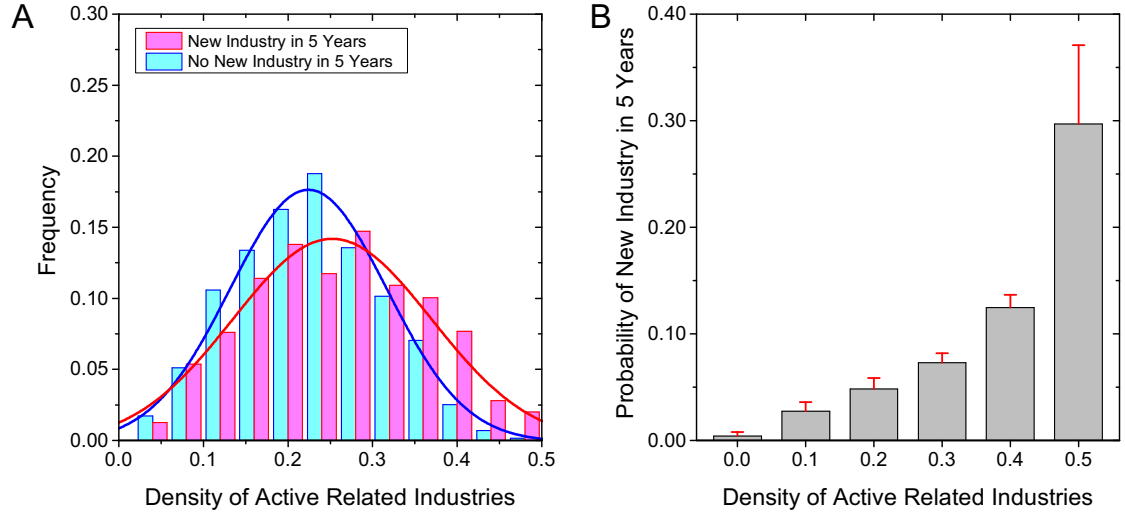 A
New Industry in 5 Years
No New Industry in 5 Years
Frequency
0.30
0.25
0.20
0.15
0.10
0.05
0.00
0.0 0.1 0.2 0.3 0.4 0.5
Density of Active Related Industries
B
Probability of New Industry in 5 Years
0.40
0.30
0.20
0.10
0.00
0.0 0.1 0.2 0.3 0.4 0.5
Density of Active Related Industries